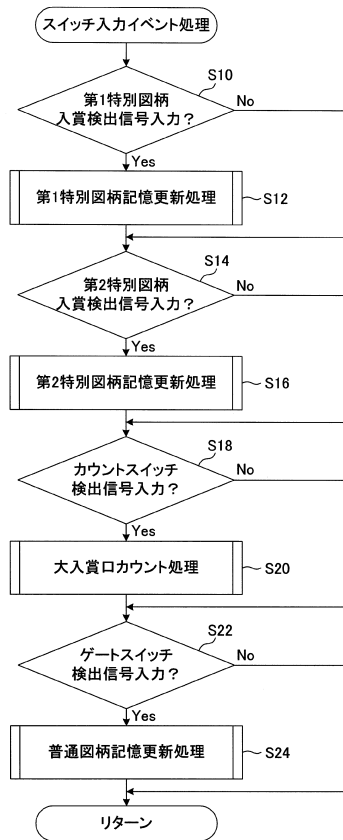 スイッチ入力イベント処理
S10
第1特別図柄
入賞検出信号入力？
No
Yes
第1特別図柄記憶更新処理
S12
S14
第2特別図柄
入賞検出信号入力？
No
Yes
第2特別図柄記憶更新処理
S16
S18
カウントスイッチ
検出信号入力？
No
Yes
大入賞口カウント処理
S20
S22
ゲートスイッチ
検出信号入力？
No
Yes
普通図柄記憶更新処理
S24
リターン